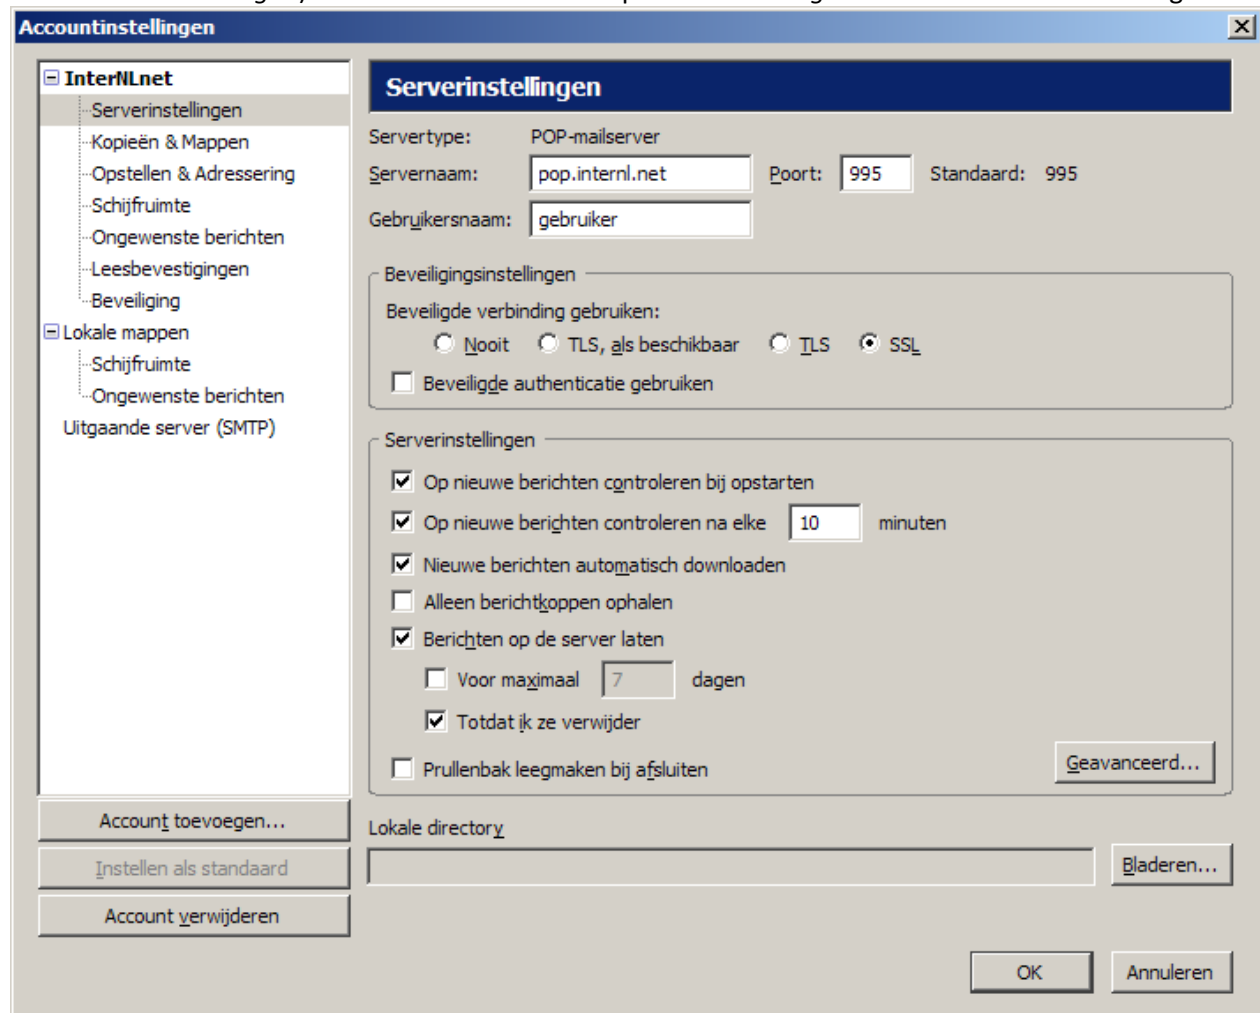 Accountinstellingen
InterNLnet
Serverinstellingen
Kopieën & Mappen
Opstellen & Adressering
Schijfruimte
Ongewenste berichten
Leesbevestigingen
Beveiliging
Lokale mappen
Schijfruimte
Ongewenste berichten
Uitgaande server (SMTP)
Account toevoegen...
Instellen als standaard
Account verwijderen
Serverinstellingen
Servertype: POP-mailserver
Servernaam: pop.internl.net Poort: 995 Standaard: 995
Gebruikersnaam: gebruiker
Beveiligingsinstellingen
Beveiligde verbinding gebruiken:
Nooit TLS, als beschikbaar TLS SSL
Beveiligde authenticatie gebruiken
Serverinstellingen
Op nieuwe berichten controleren bij opstarten
Op nieuwe berichten controleren na elke 10 minuten
Nieuwe berichten automatisch downloaden
Alleen berichtkoppen ophalen
Berichten op de server laten
Voor maximaal 7 dagen
Totdat ik ze verwijder
Prullenbak leegmaken bij afsluiten
Geavanceerd...
Lokale directory
Bladeren...
OK Annuleren